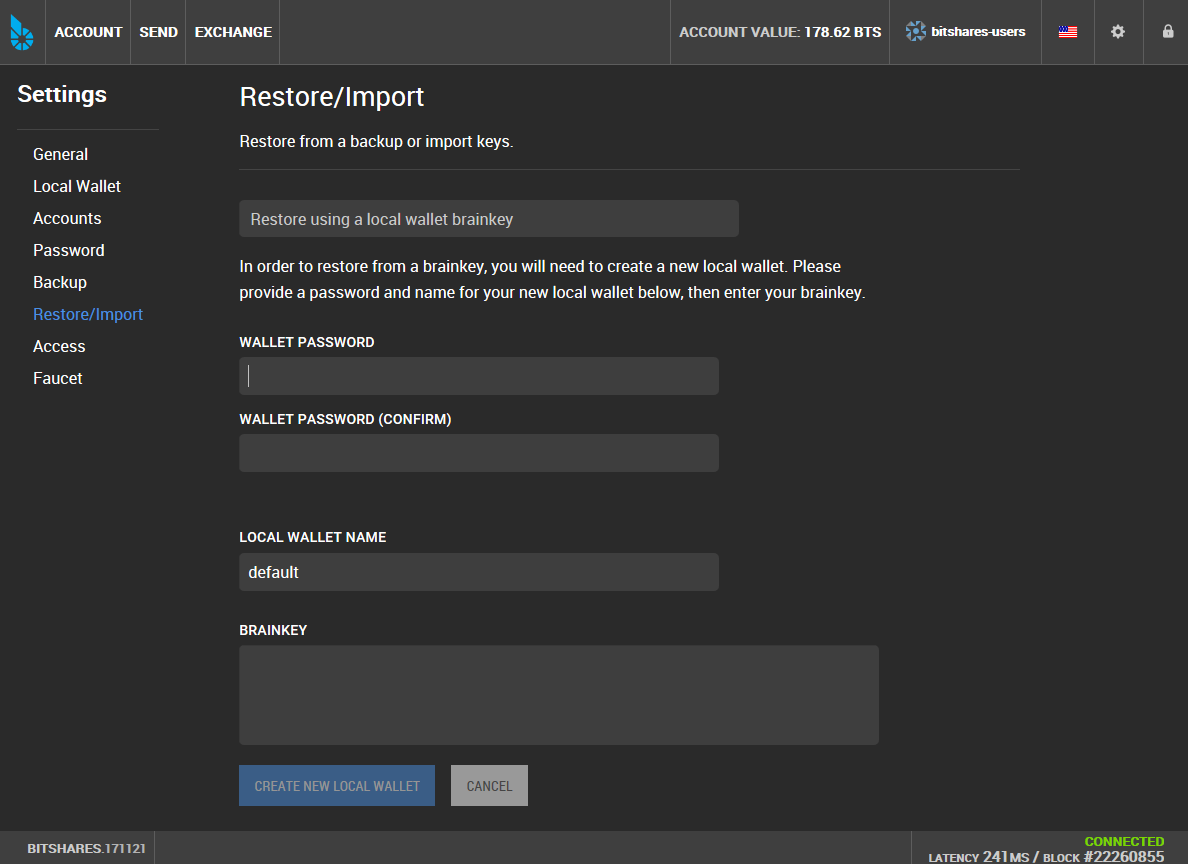 ACCOUNT SEND EXCHANGE ACCOUNT VALUE: 178.62 BTS bitshares-users
Settings
General
Local Wallet
Accounts
Password
Backup
Restore/Import
Access
Faucet
Restore/Import
Restore from a backup or import keys.
Restore using a local wallet brainkey
In order to restore from a brainkey, you will need to create a new local wallet. Please
provide a password and name for your new local wallet below, then enter your brainkey.
WALLET PASSWORD
WALLET PASSWORD (CONFIRM)
LOCAL WALLET NAME
default
BRAINKEY
CREATE NEW LOCAL WALLET CANCEL
BITSHARES.171121
CONNECTED
LATENCY 241MS / BLOCK #22260855